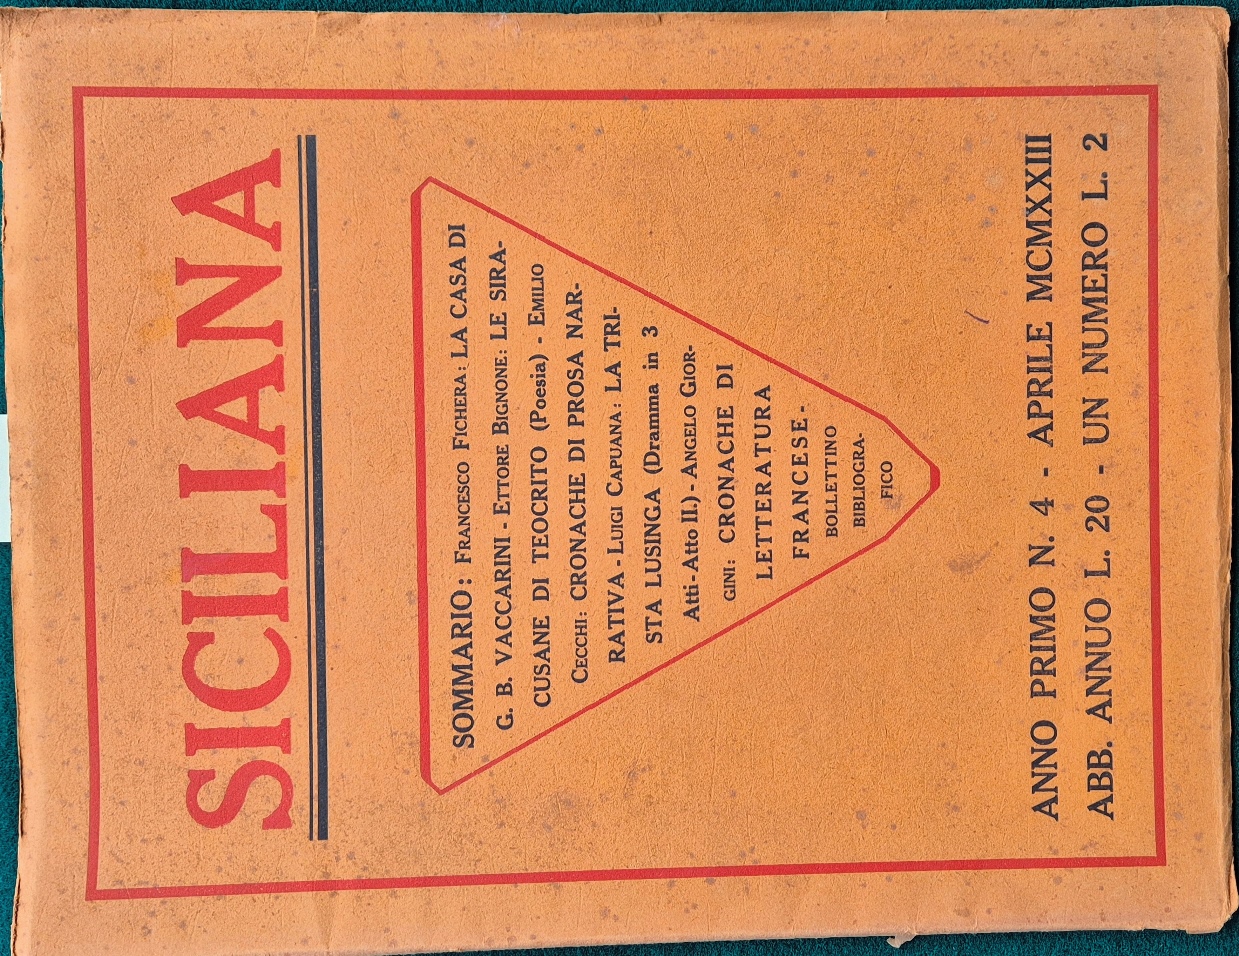 SICILIANA
SOMMARIO: FRANCESCO FICHERA: LA CASA DI
G. B. VACCARINI - ETTORE BIGNONE: LE SIRA-
CUSANE DI TEOCRITO (Poesia) - EMILIO
CECCHI: CRONACHE DI PROSA NAR-
RATIVA - LUIGI CAPUANA: LA TRI-
STA LUSINGA (Dramma in 3
Atti - Atto II.) - ANGELO GIOR-
GINI: CRONACHE DI
LETTERATURA
FRANCESE -
BOLLETTINO
BIBLIOGRA-
FICO
ANNO PRIMO N. 4 - APRILE MCMXXIII
ABB. ANNUO L. 20 - UN NUMERO L. 2